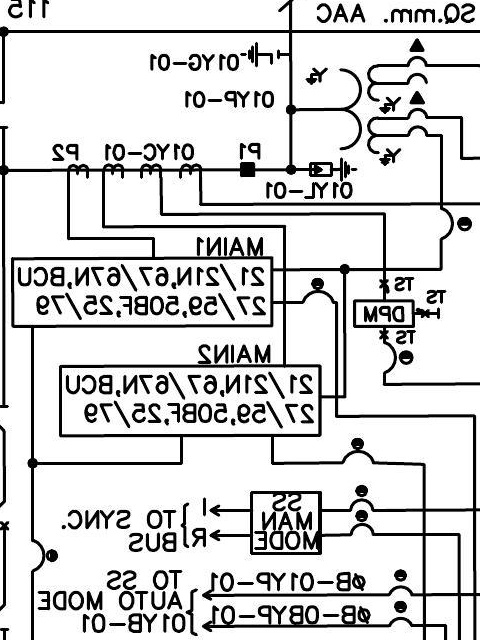 SQ.mm. AAC
115
01YG-01
01YP-01
P1
01YC-01
P2
01YL-01
MAIN1
21/21N,67/67N,BCU
27/59,50BF,25/79
TS
TS
DPM
TS
MAIN2
21/21N,67/67N,BCU
27/59,50BF,25/79
SS
MAN
MODE
I
R
TO SYNC.
BUS
ØB-01YP-01
ØB-0BYP-01
TO SS
AUTO MODE
01YB-01